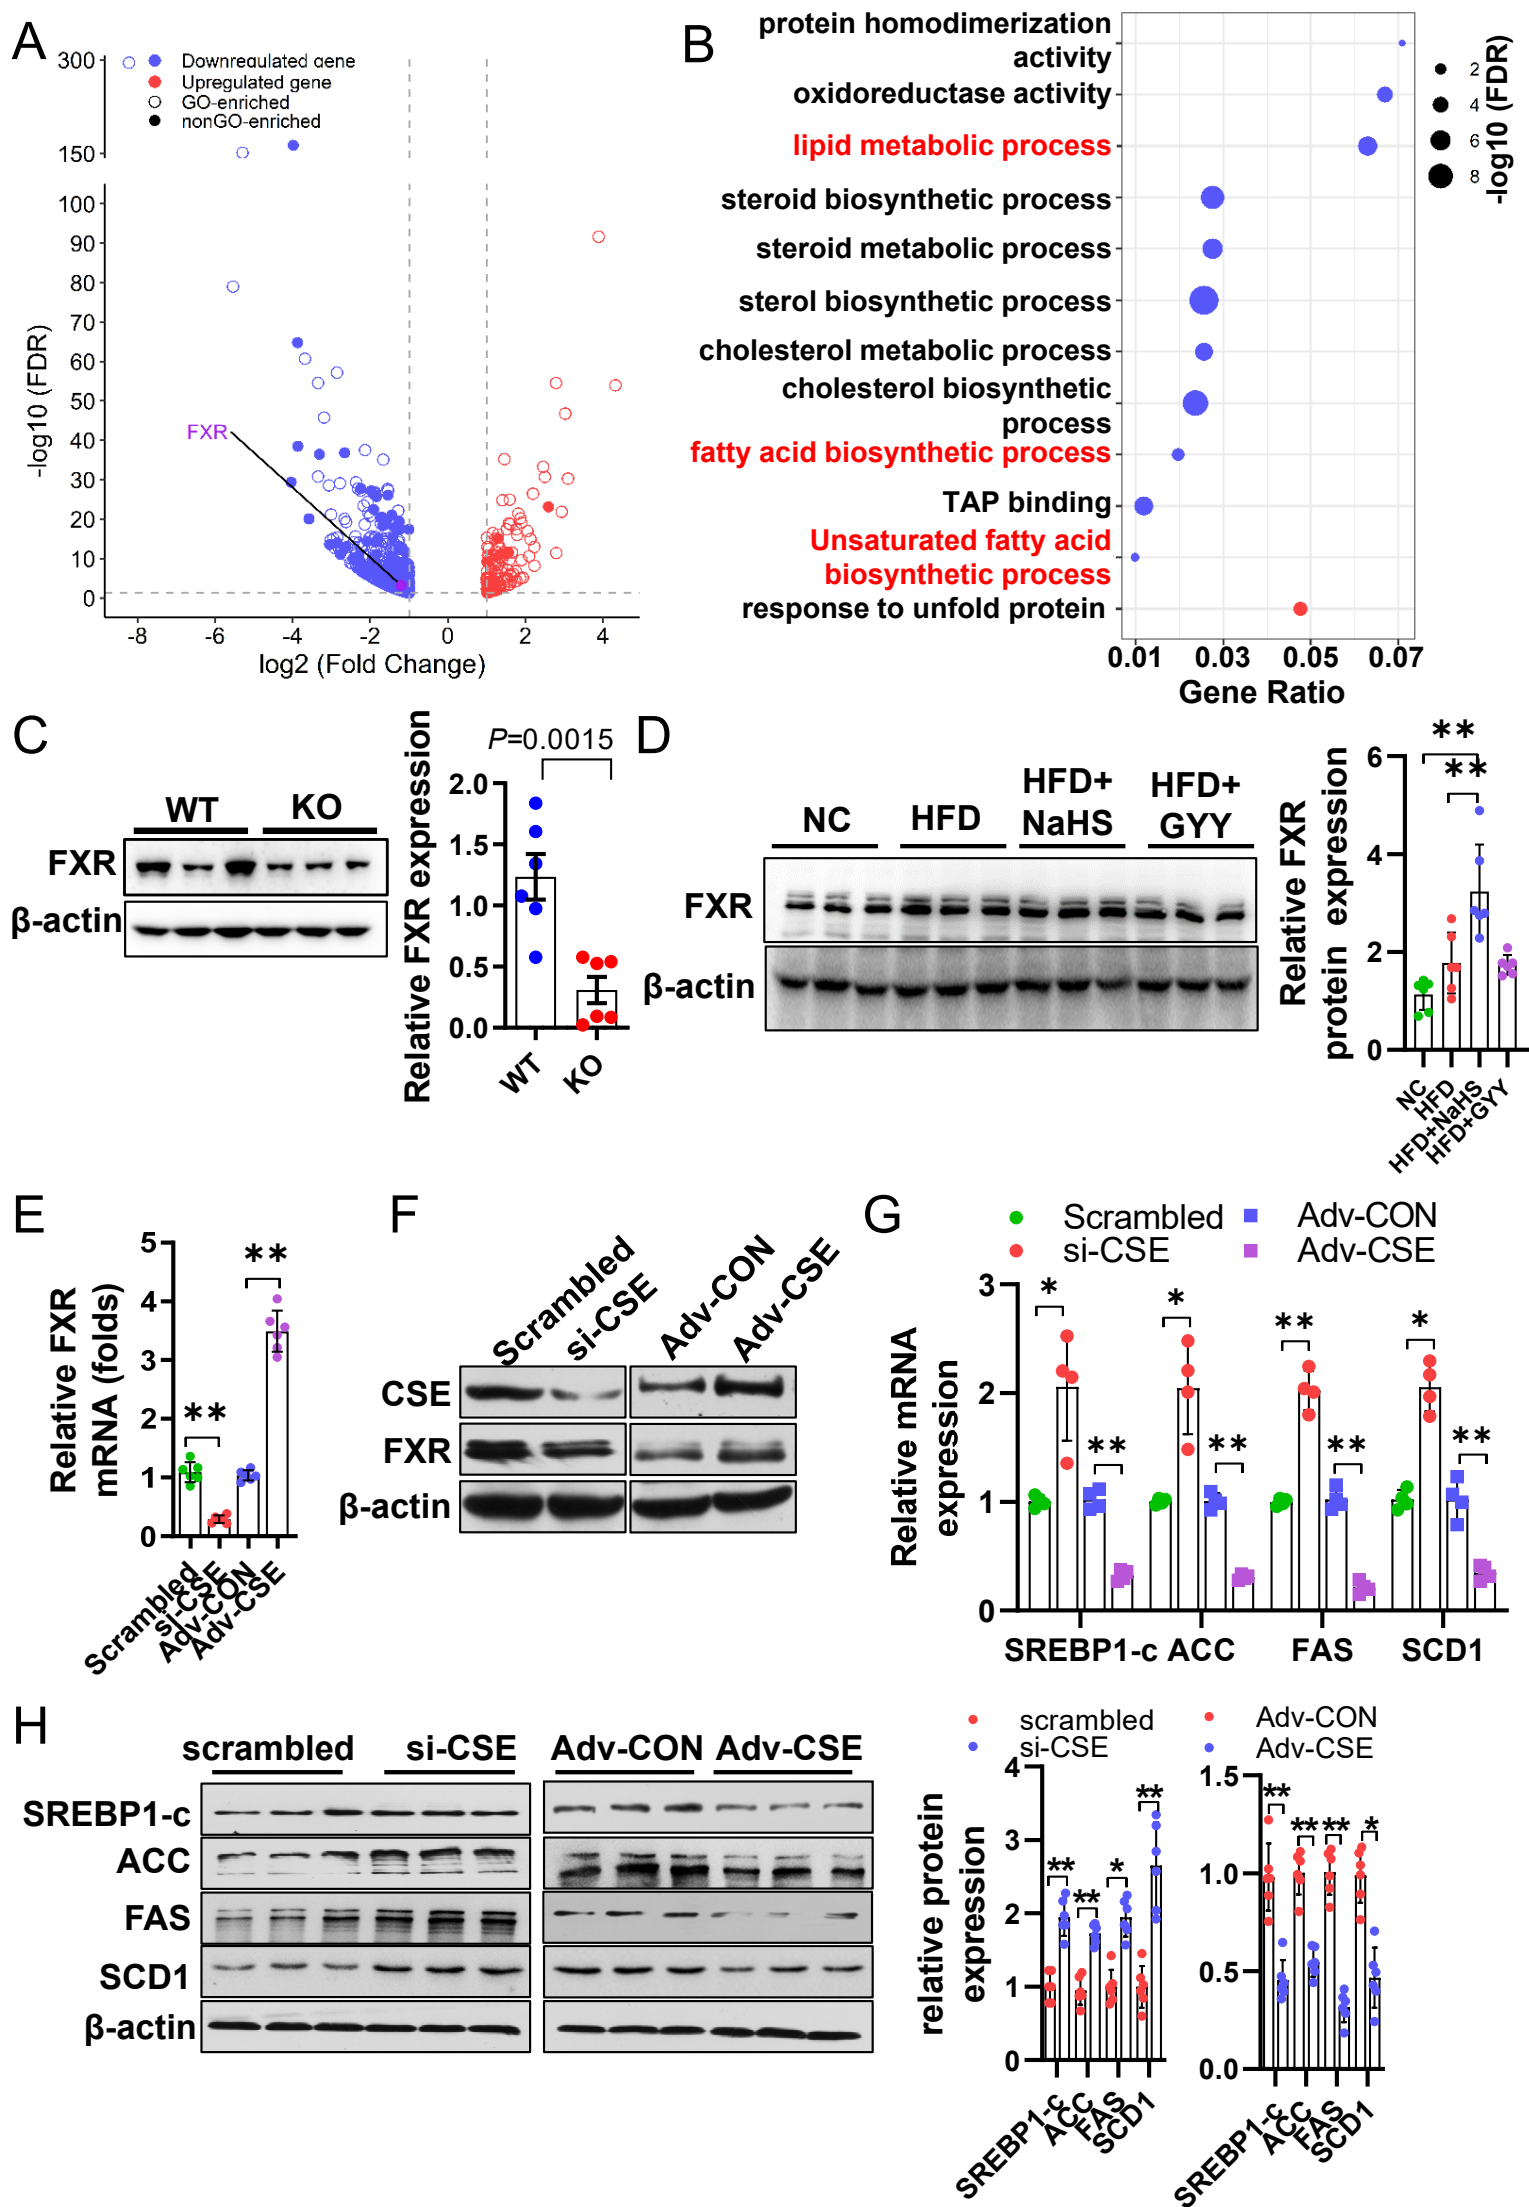 A
300
150
100
90
80
70
60
50
40
30
20
10
0
-log10 (FDR)
Downregulated gene
Upregulated gene
GO-enriched
nonGO-enriched
FXR
-8
-6
-4
-2
0
2
4
log2 (Fold Change)
B
protein homodimerization
activity
oxidoreductase activity
lipid metabolic process
steroid biosynthetic process
steroid metabolic process
sterol biosynthetic process
cholesterol metabolic process
cholesterol biosynthetic
process
fatty acid biosynthetic process
TAP binding
Unsaturated fatty acid
biosynthetic process
response to unfold protein
0.01
0.03
0.05
0.07
Gene Ratio
2
4
6
8
-log10 (FDR)
C
WT
KO
FXR
β-actin
Relative FXR expression
P=0.0015
2.0
1.5
1.0
0.5
0.0
WT
KO
D
NC
HFD
HFD+
NaHS
HFD+
GYY
FXR
β-actin
Relative FXR
protein expression
**
**
6
4
2
0
NC
HFD
HFD+NaHS
HFD+GYY
E
Relative FXR
mRNA (folds)
5
4
3
2
1
0
**
**
Scrambled
si-CSE
Adv-CON
Adv-CSE
F
Scrambled
si-CSE
Adv-CON
Adv-CSE
CSE
FXR
β-actin
G
Scrambled
Adv-CON
si-CSE
Adv-CSE
Relative mRNA
expression
3
2
1
0
*
**
*
**
**
**
*
**
SREBP1-c
ACC
FAS
SCD1
H
scrambled
si-CSE
Adv-CON
Adv-CSE
SREBP1-c
ACC
FAS
SCD1
β-actin
scrambled
si-CSE
relative protein
expression
4
3
2
1
0
**
**
*
**
SREBP1-c
ACC
FAS
SCD1
Adv-CON
Adv-CSE
1.5
1.0
0.5
0.0
**
**
**
*
SREBP1-c
ACC
FAS
SCD1